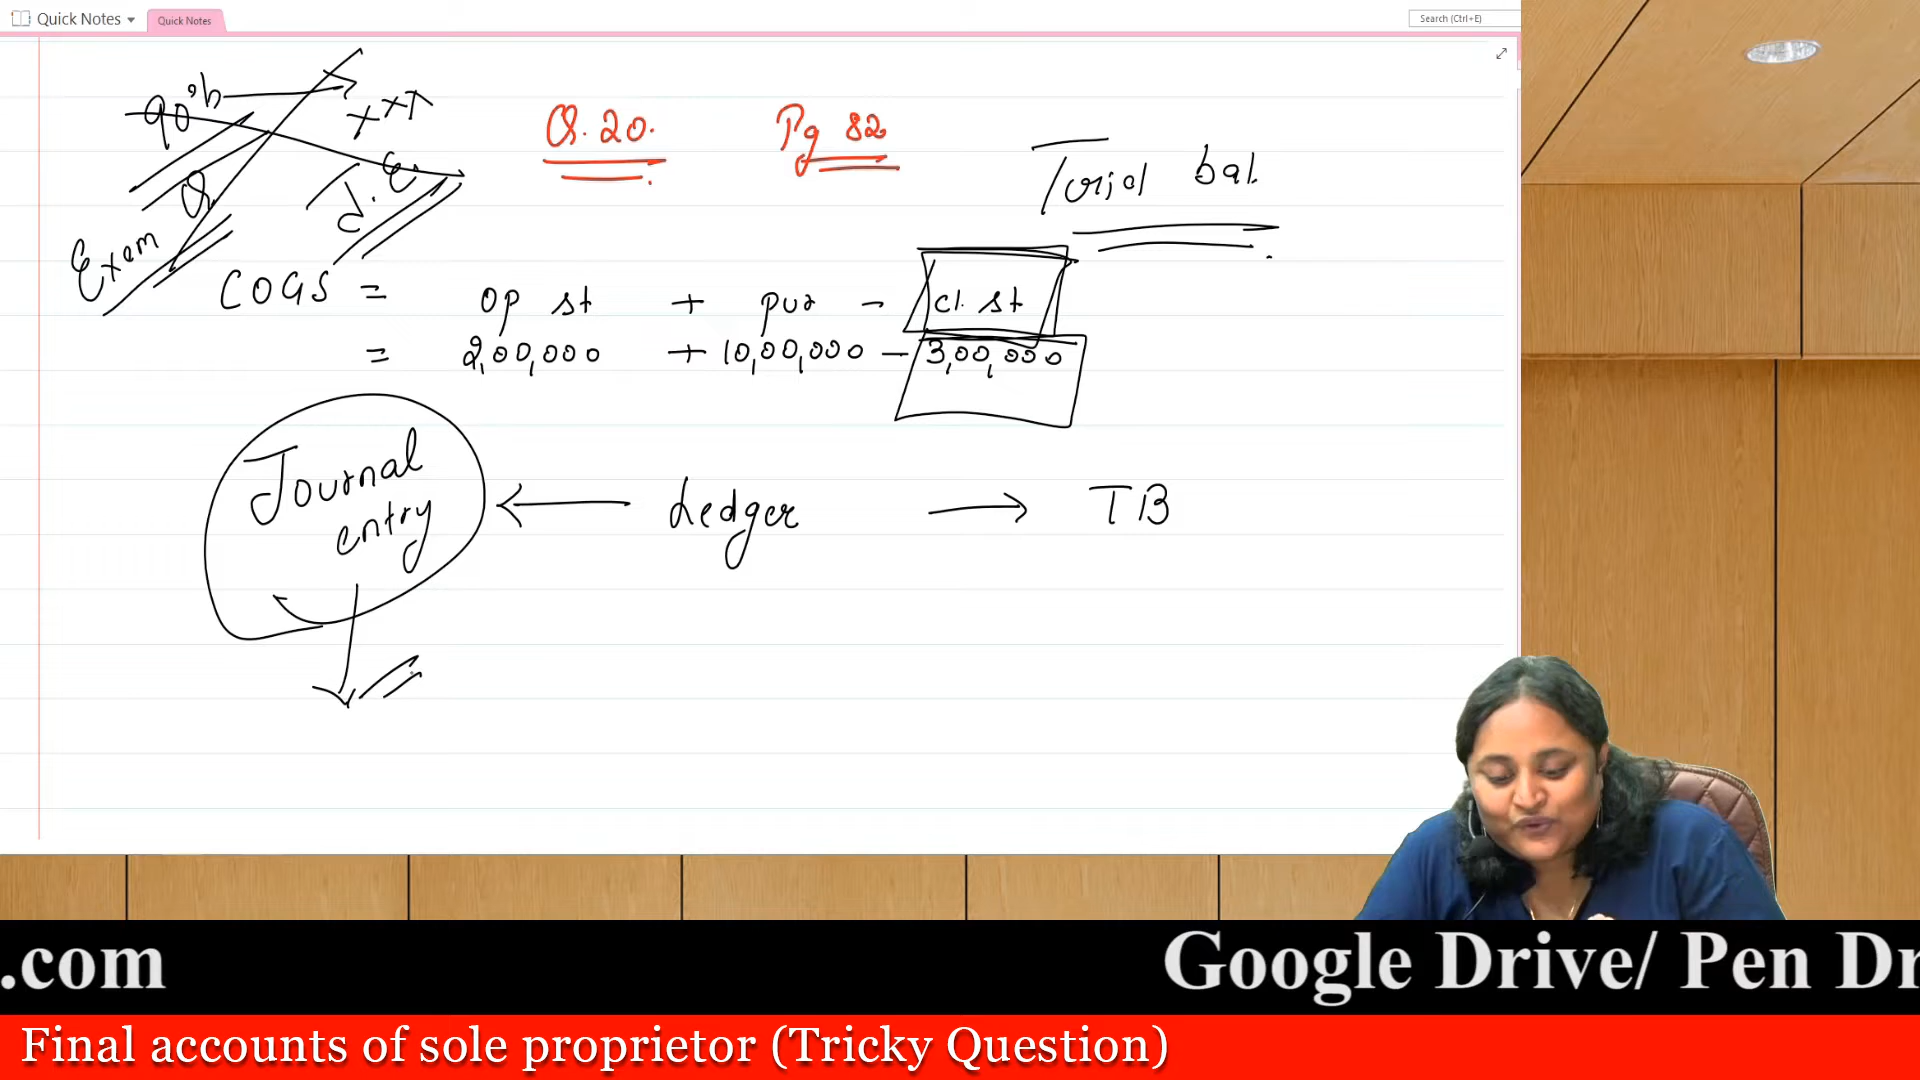 Quick Notes
Quick Notes
Search (Ctrl+E)
90%
Q. 20.
Pg 82
Trial bal.
Q
J. E
Exam
COGS = Op st + pur - cl. st
= 2,00,000 + 10,00,000 - 3,00,000
Journal
entry
Ledger
TB
.com
Google Drive/ Pen Dr
Final accounts of sole proprietor (Tricky Question)